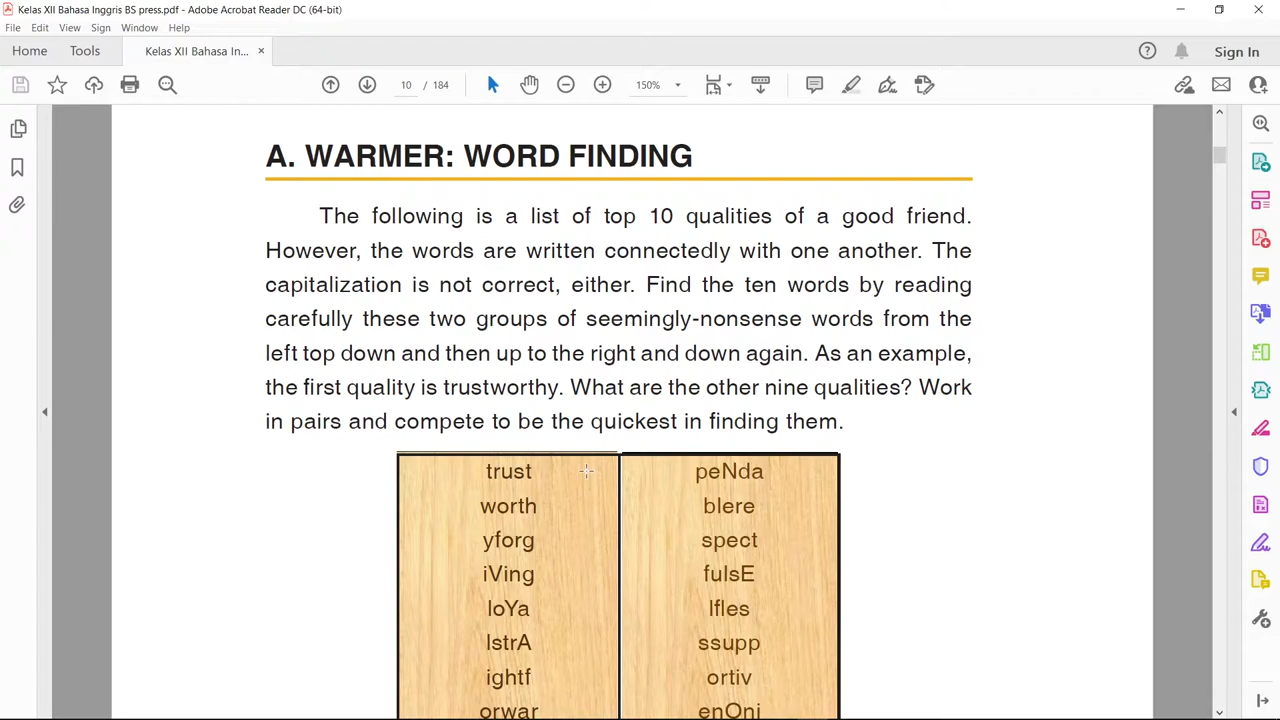 Kelas XII Bahasa Inggris BS press.pdf - Adobe Acrobat Reader DC (64-bit)
File Edit View Sign Window Help
Home Tools Kelas XII Bahasa In... × Sign In
10 / 184 150%
A. WARMER: WORD FINDING
The following is a list of top 10 qualities of a good friend.
However, the words are written connectedly with one another. The
capitalization is not correct, either. Find the ten words by reading
carefully these two groups of seemingly-nonsense words from the
left top down and then up to the right and down again. As an example,
the first quality is trustworthy. What are the other nine qualities? Work
in pairs and compete to be the quickest in finding them.
trust
worth
yforg
iVing
loYa
lstrA
ightf
orwar
peNda
blere
spect
fulsE
lfles
ssupp
ortiv
enOni